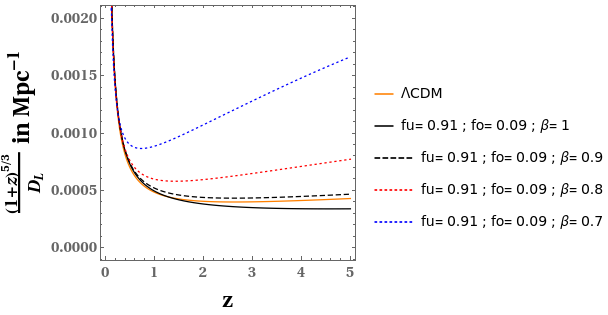 0.0020
0.0015
0.0010
0.0005
0.0000
(1+z)^5/3
D_L
in Mpc^−1
0 1 2 3 4 5
z
ΛCDM
fu= 0.91 ; fo= 0.09 ; β= 1
fu= 0.91 ; fo= 0.09 ; β= 0.9
fu= 0.91 ; fo= 0.09 ; β= 0.8
fu= 0.91 ; fo= 0.09 ; β= 0.7